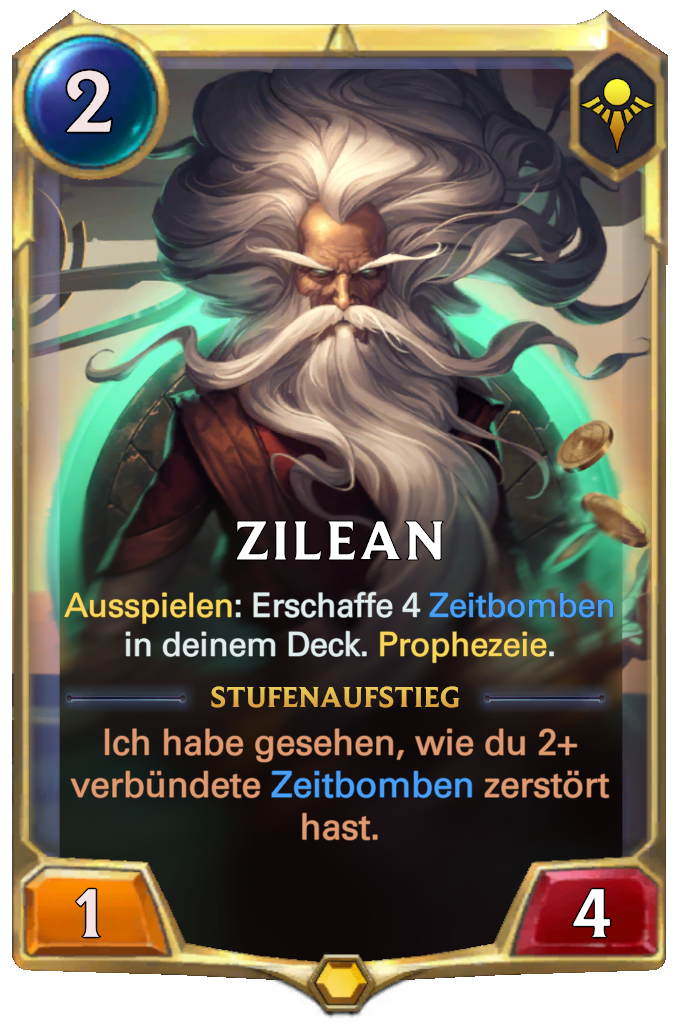 2
ZILEAN
Ausspielen: Erschaffe 4 Zeitbomben
in deinem Deck. Prophezeie.
STUFENAUFSTIEG
Ich habe gesehen, wie du 2+
verbündete Zeitbomben zerstört
hast.
1
4